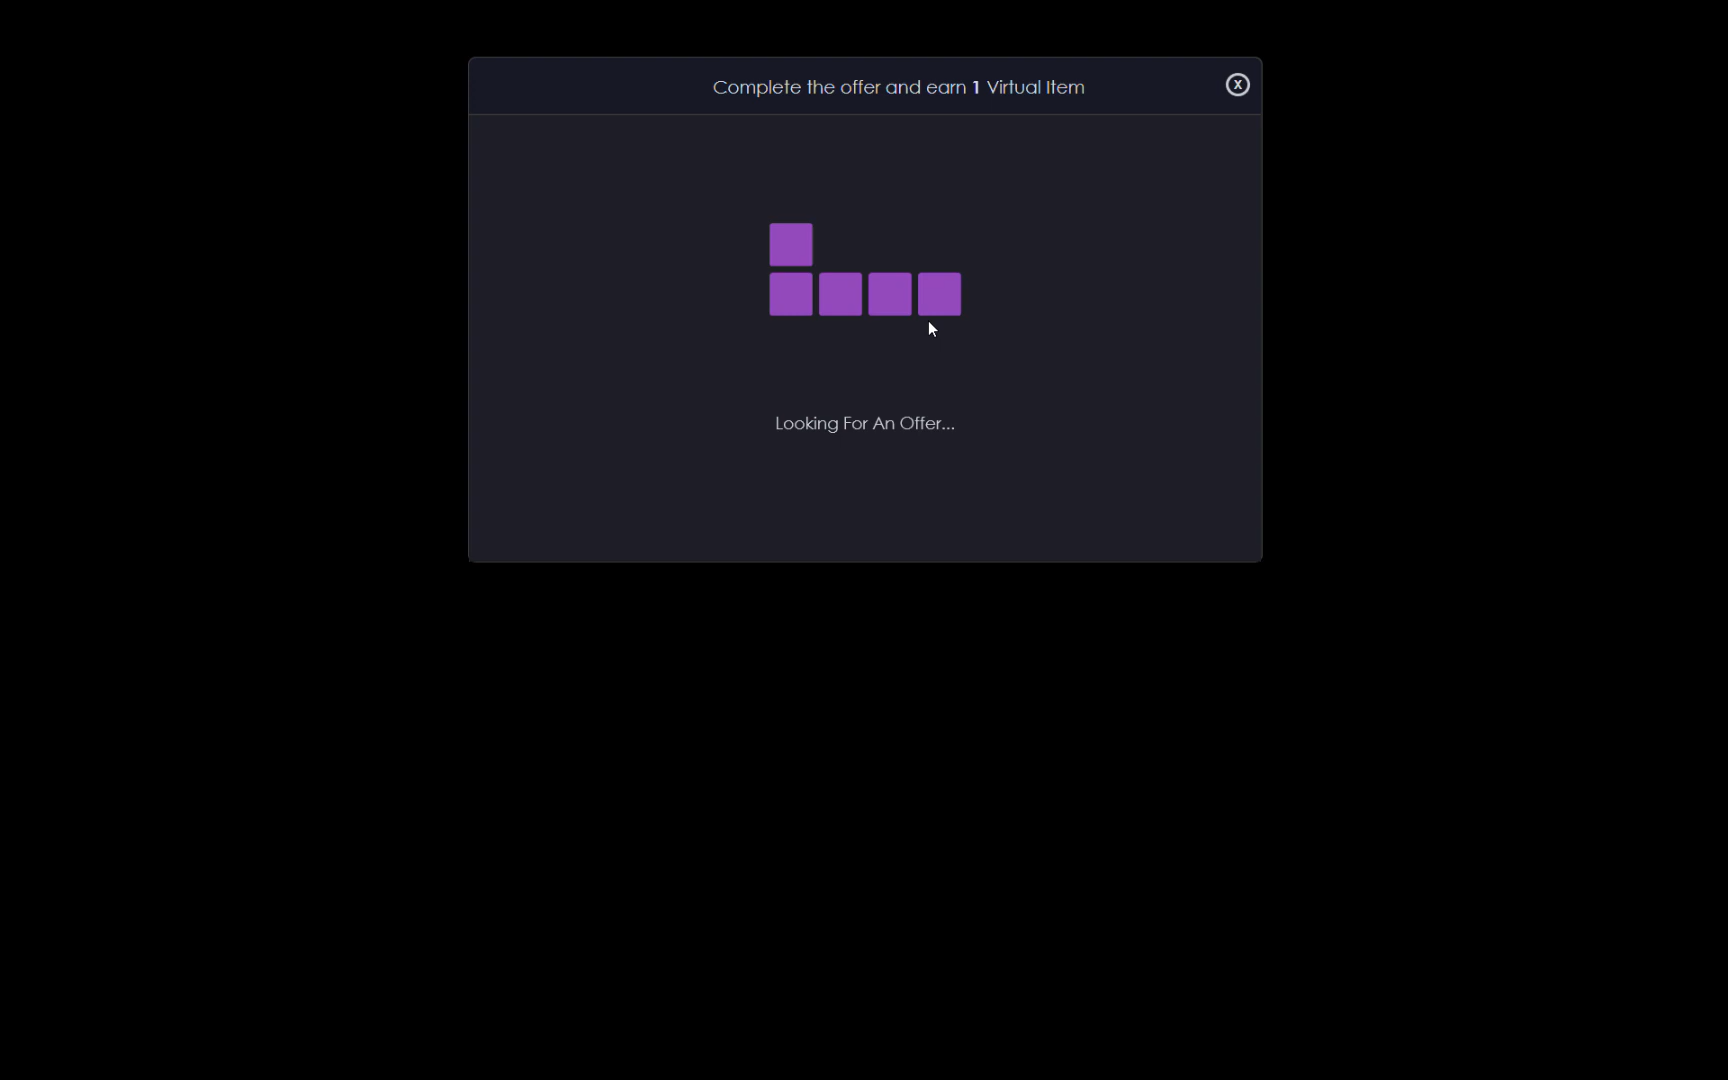 Complete the offer and earn 1 Virtual Item
X
Looking For An Offer...